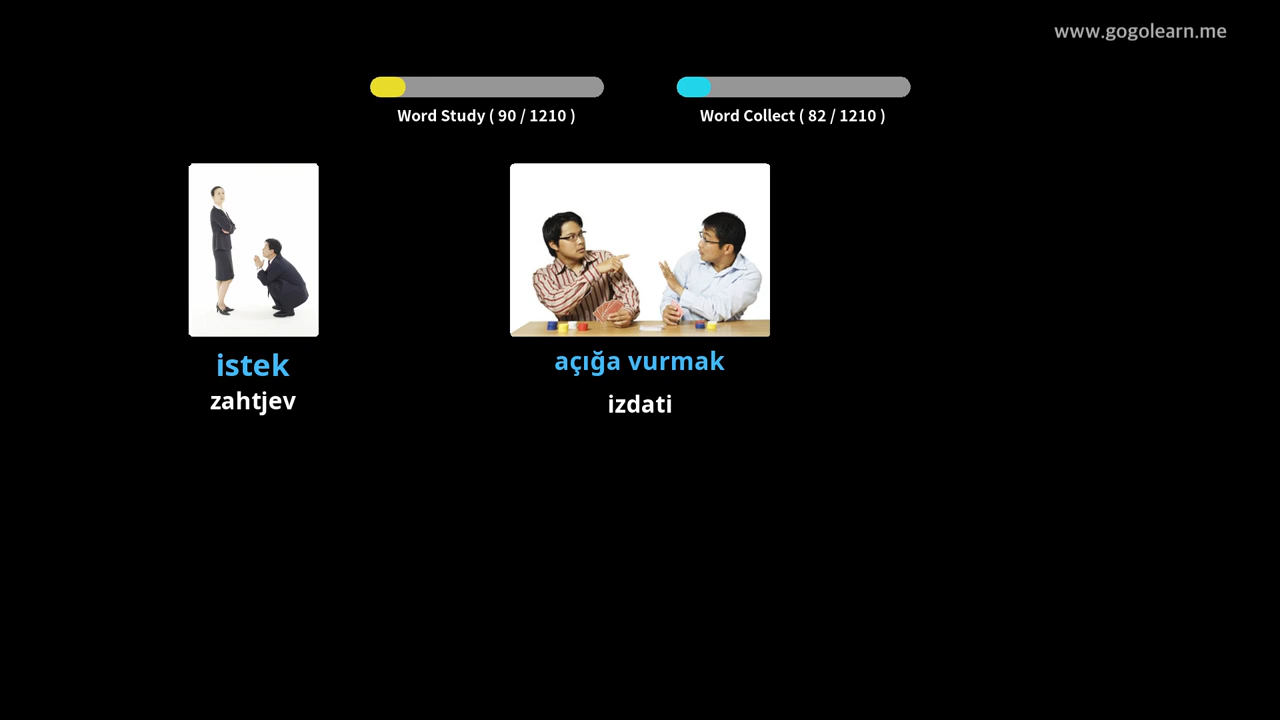 www.gogolearn.me
Word Study ( 90 / 1210 )
Word Collect ( 82 / 1210 )
istek
zahtjev
açığa vurmak
izdati